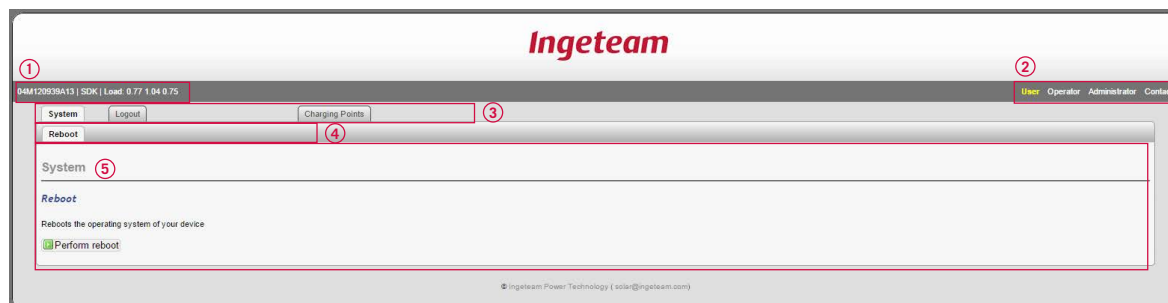 Ingeteam
① ②
04M120939A13 | SDK | Load: 0.77 1.04 0.75 User Operator Administrator Contac
System Logout Charging Points ③
Reboot ④
System ⑤
Reboot
Reboots the operating system of your device
Perform reboot
© Ingeteam Power Technology ( solar@ingeteam.com)